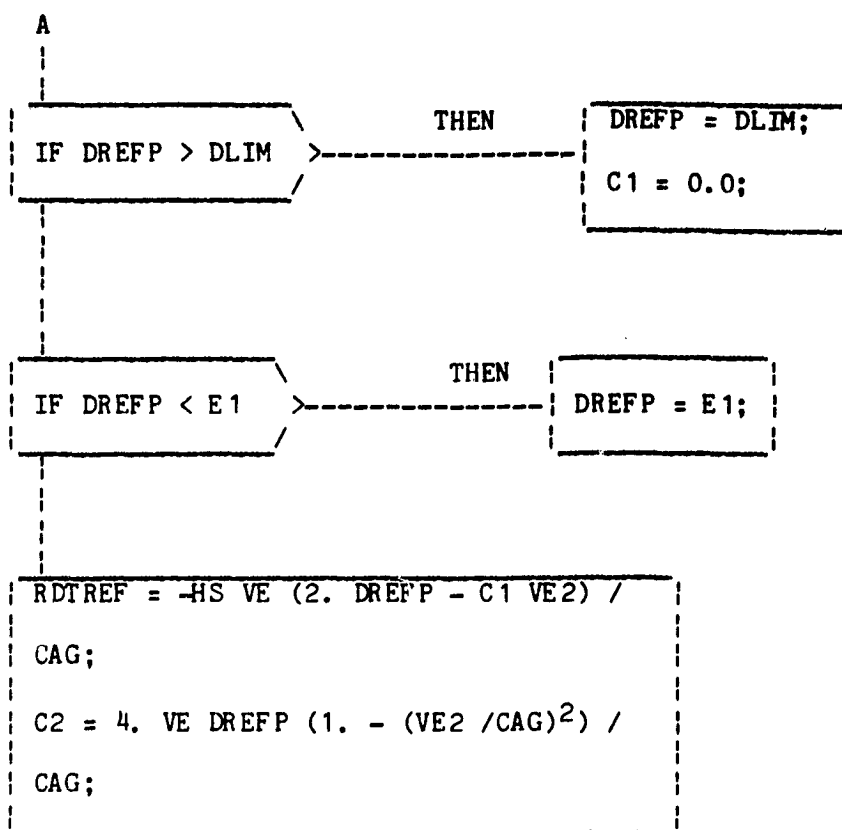 A
IF DREFP > DLIM
THEN
DREFP = DLIM;
C1 = 0.0;
IF DREFP < E1
THEN
DREFP = E1;
RDTREF = -HS VE (2. DREFP - C1 VE2) /
CAG;
C2 = 4. VE DREFP (1. - (VE2 /CAG)²) /
CAG;